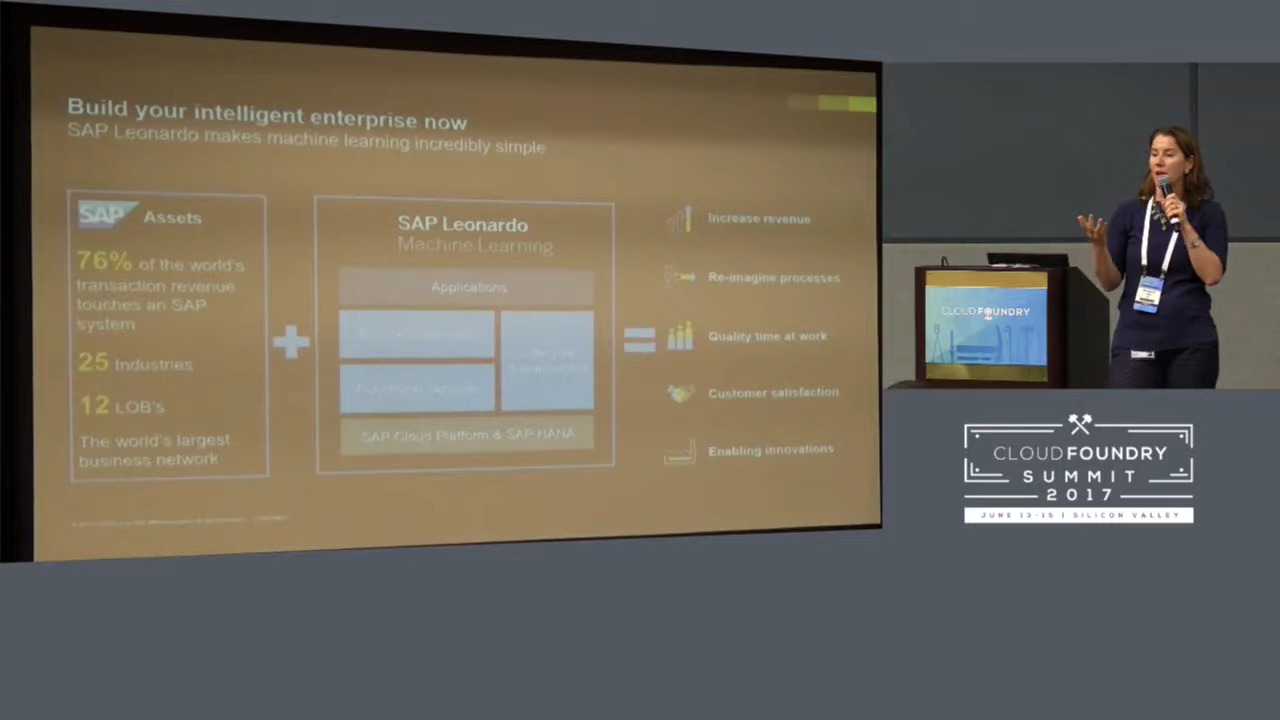 Build your intelligent enterprise now
SAP Leonardo makes machine learning incredibly simple
SAP Assets
76% of the world's
transaction revenue
touches an SAP
system
25 Industries
12 LOB's
The world's largest
business network
SAP Leonardo
Machine Learning
Applications
SAP Cloud Platform & SAP HANA
Increase revenue
Re-imagine processes
Quality time at work
Customer satisfaction
Enabling innovations
CLOUD FOUNDRY
CLOUD FOUNDRY
SUMMIT
2017
JUNE 13-15 | SILICON VALLEY